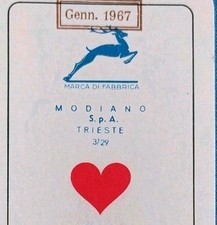 Genn. 1967
MARCA DI FABBRICA
MODIANO
S.p.A.
TRIESTE
3/29